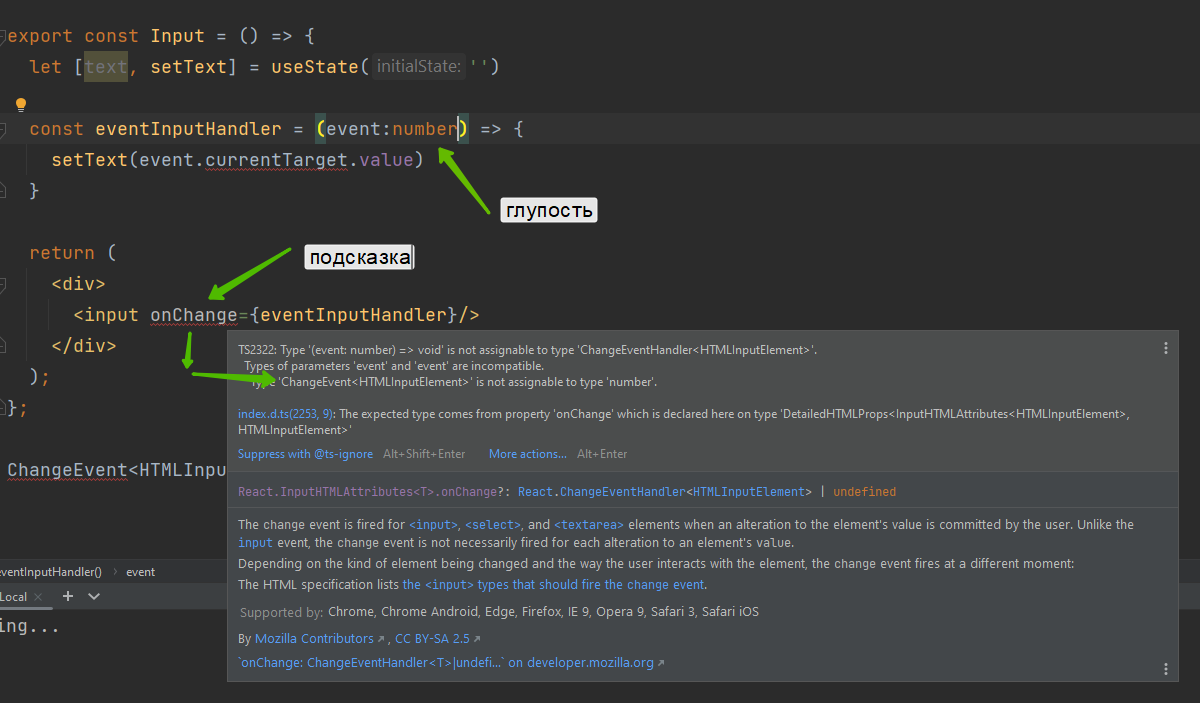 export const Input = () => {
let [text, setText] = useState( initialState: '')
const eventInputHandler = (event:number) => {
setText(event.currentTarget.value)
}
глупость
return (
подсказка
<div>
<input onChange={eventInputHandler}/>
</div>
);
};
TS2322: Type '(event: number) => void' is not assignable to type 'ChangeEventHandler<HTMLInputElement>'.
Types of parameters 'event' and 'event' are incompatible.
'ChangeEvent<HTMLInputElement>' is not assignable to type 'number'.
index.d.ts(2253, 9): The expected type comes from property 'onChange' which is declared here on type 'DetailedHTMLProps<InputHTMLAttributes<HTMLInputElement>,
HTMLInputElement>'
Suppress with @ts-ignore Alt+Shift+Enter More actions... Alt+Enter
ChangeEvent<HTMLInpu
React.InputHTMLAttributes<T>.onChange?: React.ChangeEventHandler<HTMLInputElement> | undefined
The change event is fired for <input>, <select>, and <textarea> elements when an alteration to the element's value is committed by the user. Unlike the
input event, the change event is not necessarily fired for each alteration to an element's value.
Depending on the kind of element being changed and the way the user interacts with the element, the change event fires at a different moment:
The HTML specification lists the <input> types that should fire the change event.
Supported by: Chrome, Chrome Android, Edge, Firefox, IE 9, Opera 9, Safari 3, Safari iOS
By Mozilla Contributors ↗, CC BY-SA 2.5 ↗
`onChange: ChangeEventHandler<T>|undefi...` on developer.mozilla.org ↗
eventInputHandler() › event
Local × +
ing...